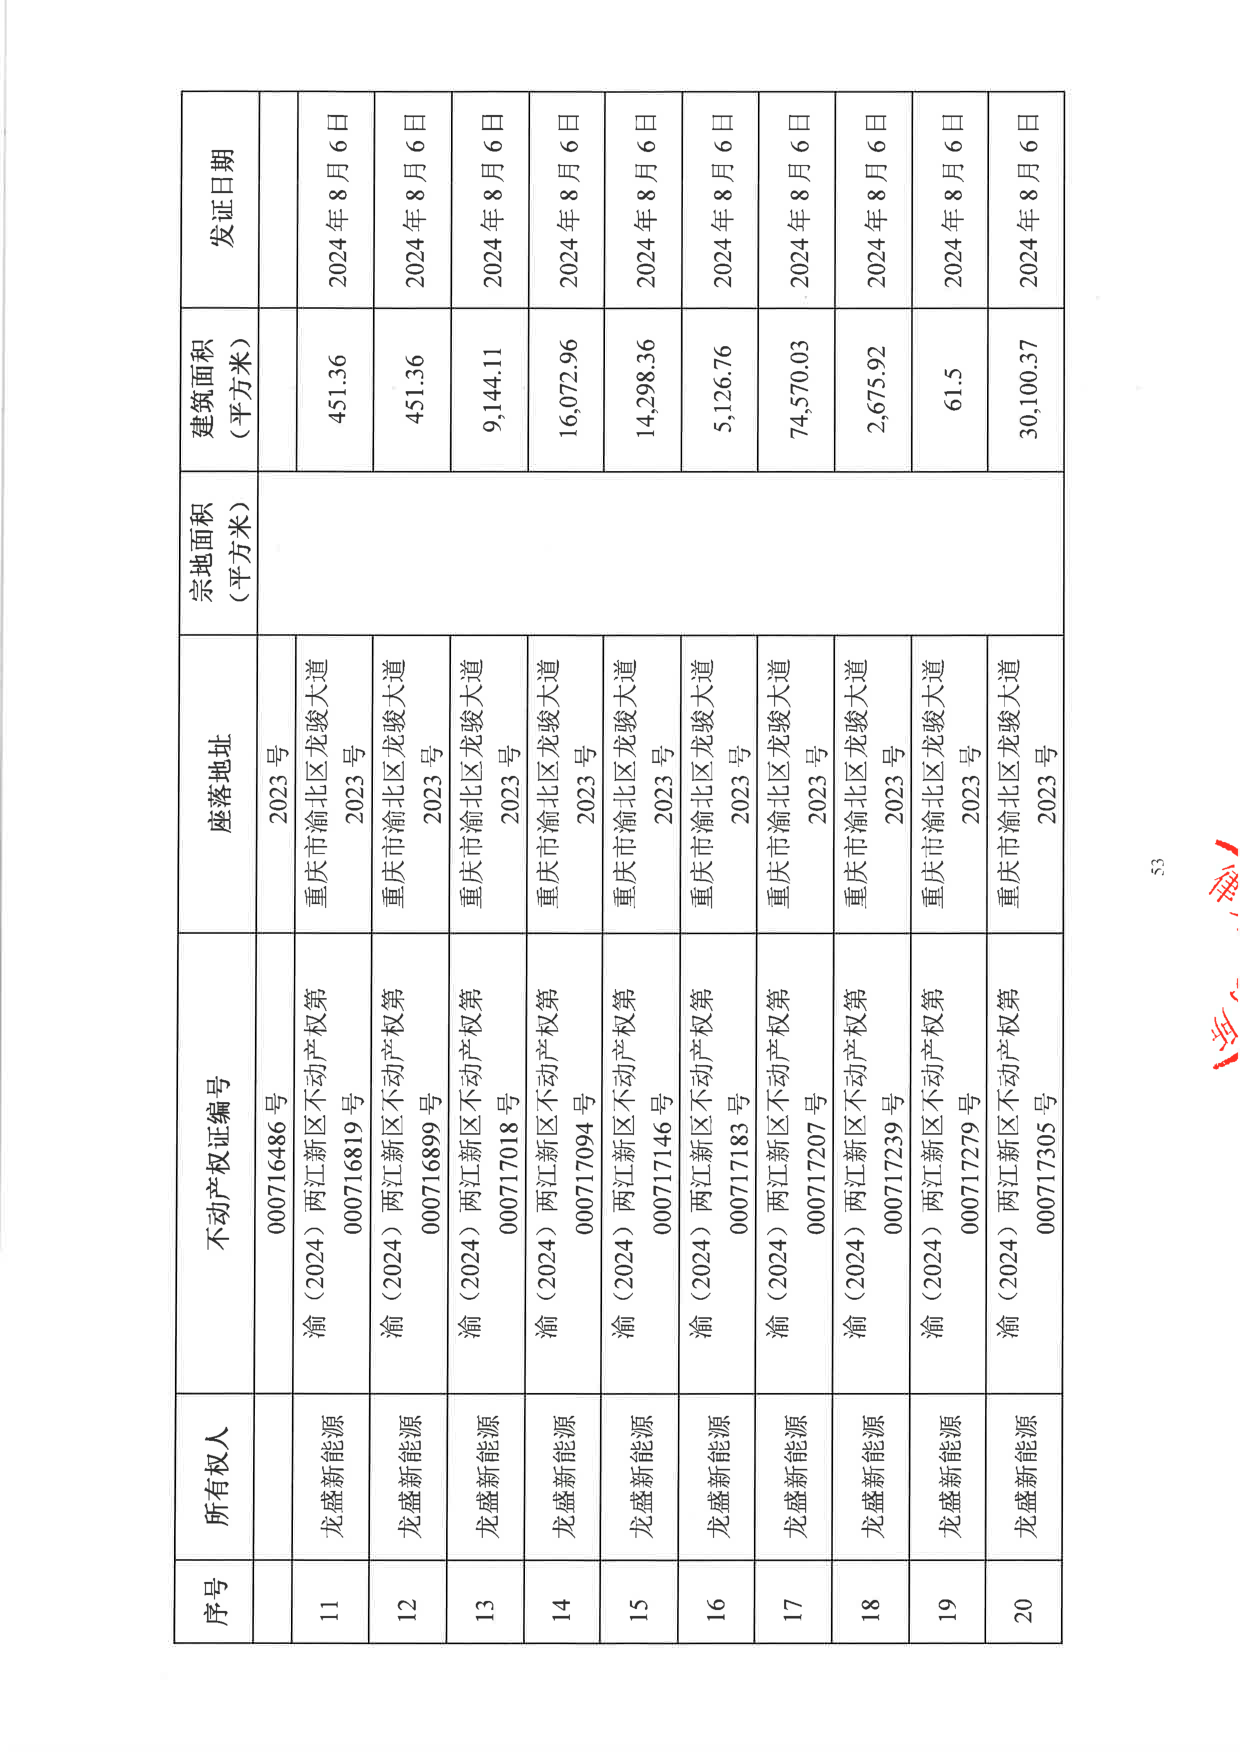 序号 所有权人 不动产权证编号 座落地址 宗地面积（平方米） 建筑面积（平方米） 发证日期
000716486 号 2023 号
11 龙盛新能源 渝（2024）两江新区不动产权第 重庆市渝北区龙骏大道 451.36 2024 年 8 月 6 日
000716819 号 2023 号
12 龙盛新能源 渝（2024）两江新区不动产权第 重庆市渝北区龙骏大道 451.36 2024 年 8 月 6 日
000716899 号 2023 号
13 龙盛新能源 渝（2024）两江新区不动产权第 重庆市渝北区龙骏大道 9,144.11 2024 年 8 月 6 日
000717018 号 2023 号
14 龙盛新能源 渝（2024）两江新区不动产权第 重庆市渝北区龙骏大道 16,072.96 2024 年 8 月 6 日
000717094 号 2023 号
15 龙盛新能源 渝（2024）两江新区不动产权第 重庆市渝北区龙骏大道 14,298.36 2024 年 8 月 6 日
000717146 号 2023 号
16 龙盛新能源 渝（2024）两江新区不动产权第 重庆市渝北区龙骏大道 5,126.76 2024 年 8 月 6 日
000717183 号 2023 号
17 龙盛新能源 渝（2024）两江新区不动产权第 重庆市渝北区龙骏大道 74,570.03 2024 年 8 月 6 日
000717207 号 2023 号
18 龙盛新能源 渝（2024）两江新区不动产权第 重庆市渝北区龙骏大道 2,675.92 2024 年 8 月 6 日
000717239 号 2023 号
19 龙盛新能源 渝（2024）两江新区不动产权第 重庆市渝北区龙骏大道 61.5 2024 年 8 月 6 日
000717279 号 2023 号
20 龙盛新能源 渝（2024）两江新区不动产权第 重庆市渝北区龙骏大道 30,100.37 2024 年 8 月 6 日
000717305 号 2023 号
53
律